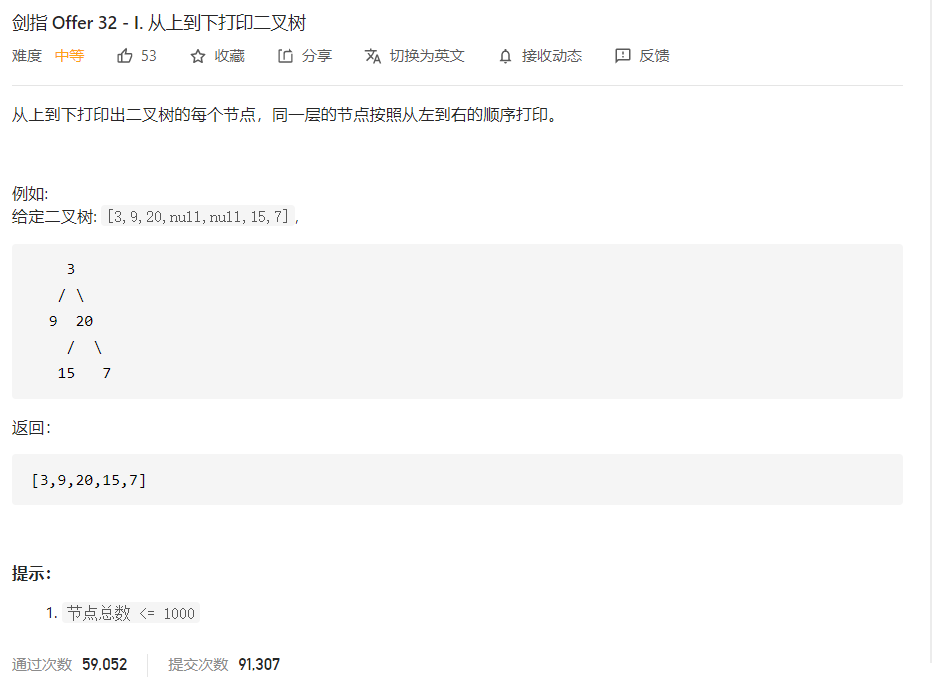 剑指 Offer 32 - I. 从上到下打印二叉树
难度 中等 53 收藏 分享 切换为英文 接收动态 反馈
从上到下打印出二叉树的每个节点，同一层的节点按照从左到右的顺序打印。
例如:
给定二叉树: [3,9,20,null,null,15,7],
3
/ \
9 20
/ \
15 7
返回：
[3,9,20,15,7]
提示：
1. 节点总数 <= 1000
通过次数 59,052 提交次数 91,307